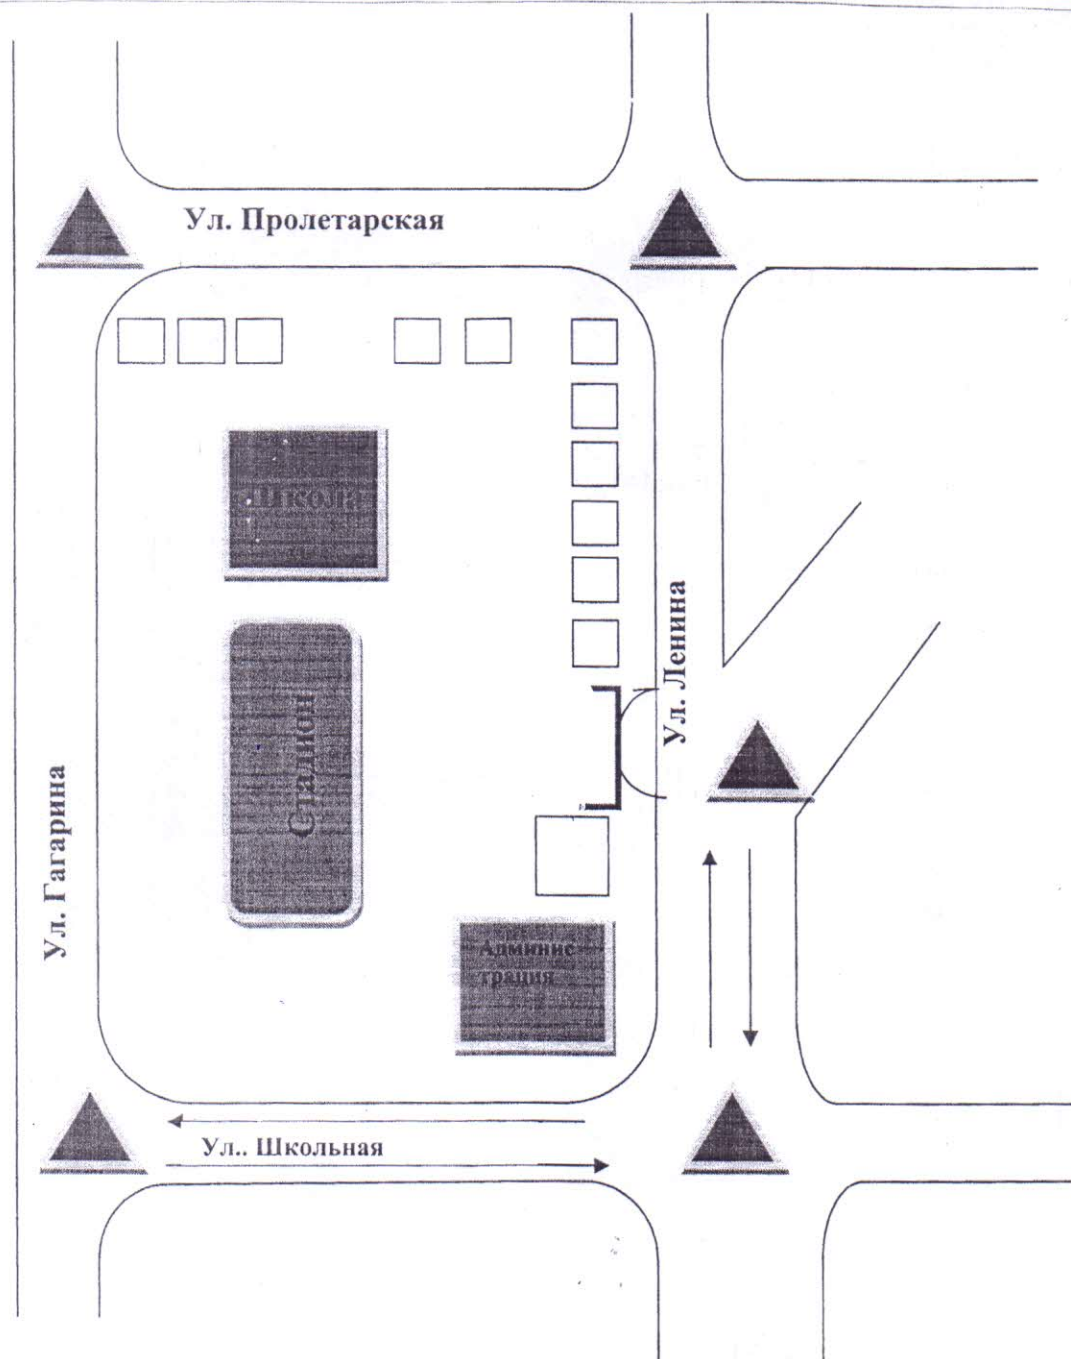 Ул. Пролетарская
Школа
Ул. Ленина
Стадион
Ул. Гагарина
Админис
трация
Ул.. Школьная